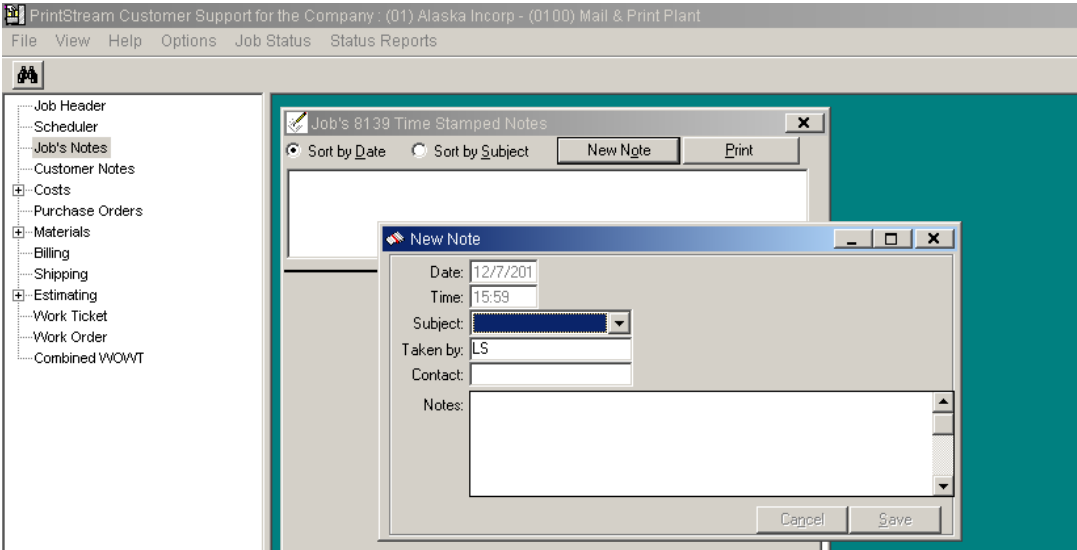 PrintStream Customer Support for the Company : (01) Alaska Incorp - (0100) Mail & Print Plant
File View Help Options Job Status Status Reports
Job Header
Scheduler
Job's Notes
Customer Notes
Costs
Purchase Orders
Materials
Billing
Shipping
Estimating
Work Ticket
Work Order
Combined WOWT
Job's 8139 Time Stamped Notes
Sort by Date Sort by Subject New Note Print
New Note
Date: 12/7/201
Time: 15:59
Subject:
Taken by: LS
Contact:
Notes:
Cancel Save